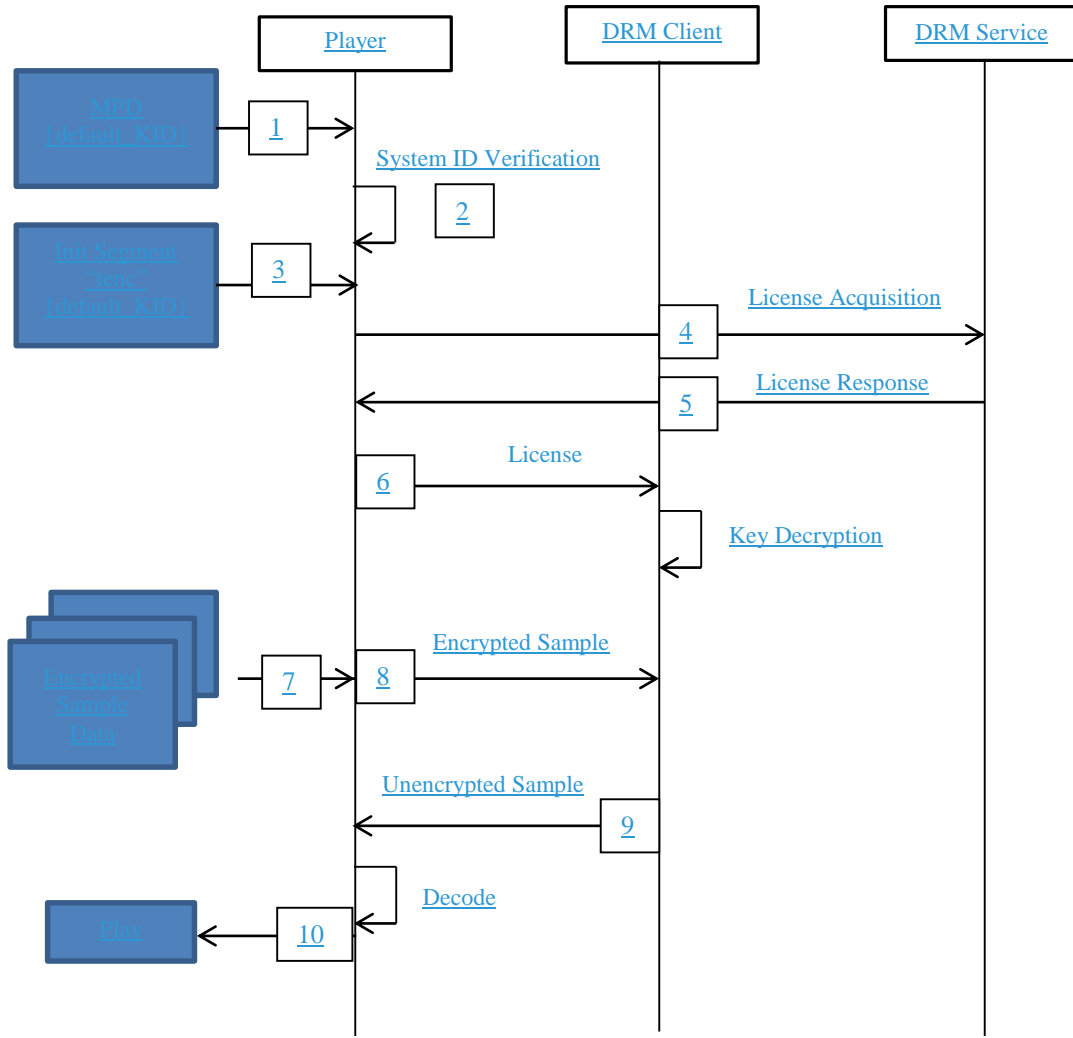 Player
DRM Client
DRM Service
MPD
{default_KID}
1
System ID Verification
2
Init Segment
"tenc"
{default_KID}
3
License Acquisition
4
License Response
5
License
6
Key Decryption
Encrypted
Sample
Data
7
8
Encrypted Sample
Unencrypted Sample
9
Decode
Play
10